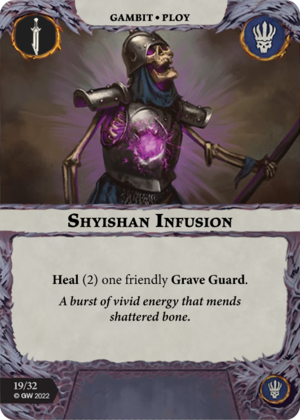 GAMBIT • PLOY
SHYISHAN INFUSION
Heal (2) one friendly Grave Guard.
A burst of vivid energy that mends
shattered bone.
19/32
© GW 2022